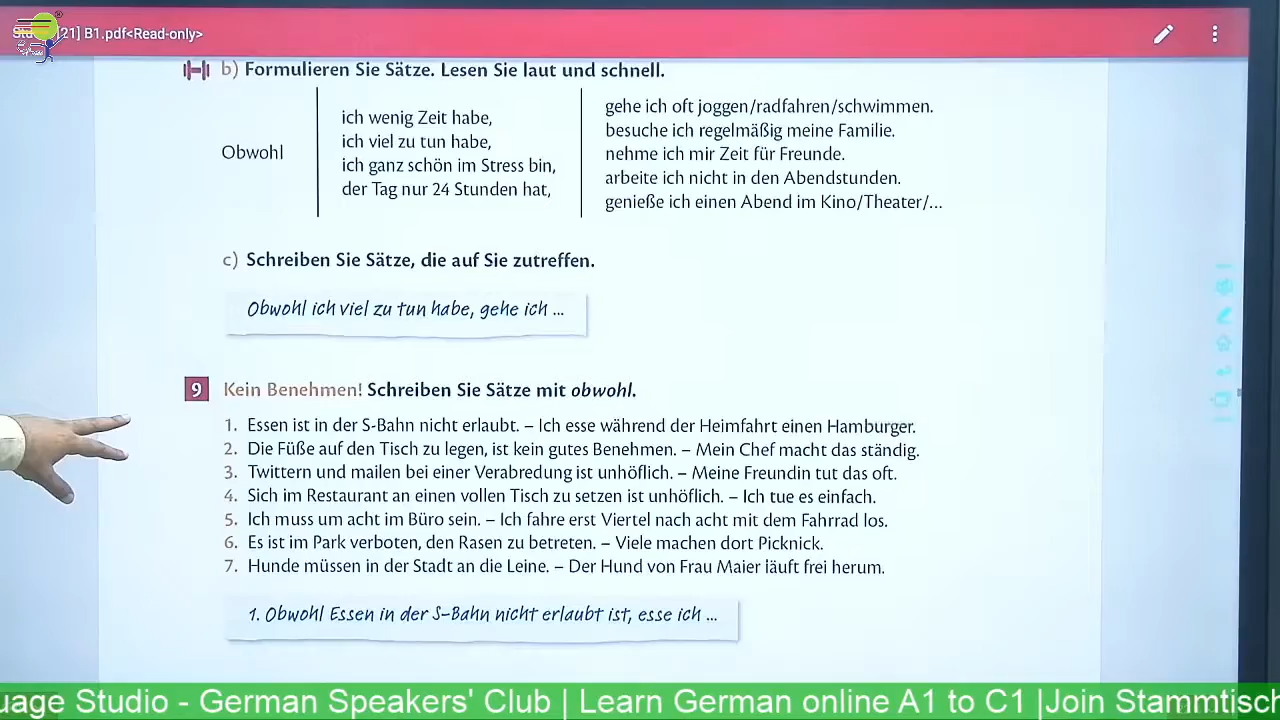 [21] B1.pdf<Read-only>
b) Formulieren Sie Sätze. Lesen Sie laut und schnell.
Obwohl
ich wenig Zeit habe,
ich viel zu tun habe,
ich ganz schön im Stress bin,
der Tag nur 24 Stunden hat,
gehe ich oft joggen/radfahren/schwimmen.
besuche ich regelmäßig meine Familie.
nehme ich mir Zeit für Freunde.
arbeite ich nicht in den Abendstunden.
genieße ich einen Abend im Kino/Theater/...
c) Schreiben Sie Sätze, die auf Sie zutreffen.
Obwohl ich viel zu tun habe, gehe ich ...
9 Kein Benehmen! Schreiben Sie Sätze mit obwohl.
1. Essen ist in der S-Bahn nicht erlaubt. – Ich esse während der Heimfahrt einen Hamburger.
2. Die Füße auf den Tisch zu legen, ist kein gutes Benehmen. – Mein Chef macht das ständig.
3. Twittern und mailen bei einer Verabredung ist unhöflich. – Meine Freundin tut das oft.
4. Sich im Restaurant an einen vollen Tisch zu setzen ist unhöflich. – Ich tue es einfach.
5. Ich muss um acht im Büro sein. – Ich fahre erst Viertel nach acht mit dem Fahrrad los.
6. Es ist im Park verboten, den Rasen zu betreten. – Viele machen dort Picknick.
7. Hunde müssen in der Stadt an die Leine. – Der Hund von Frau Maier läuft frei herum.
1. Obwohl Essen in der S-Bahn nicht erlaubt ist, esse ich ...
uage Studio - German Speakers' Club | Learn German online A1 to C1 |Join Stammtisch